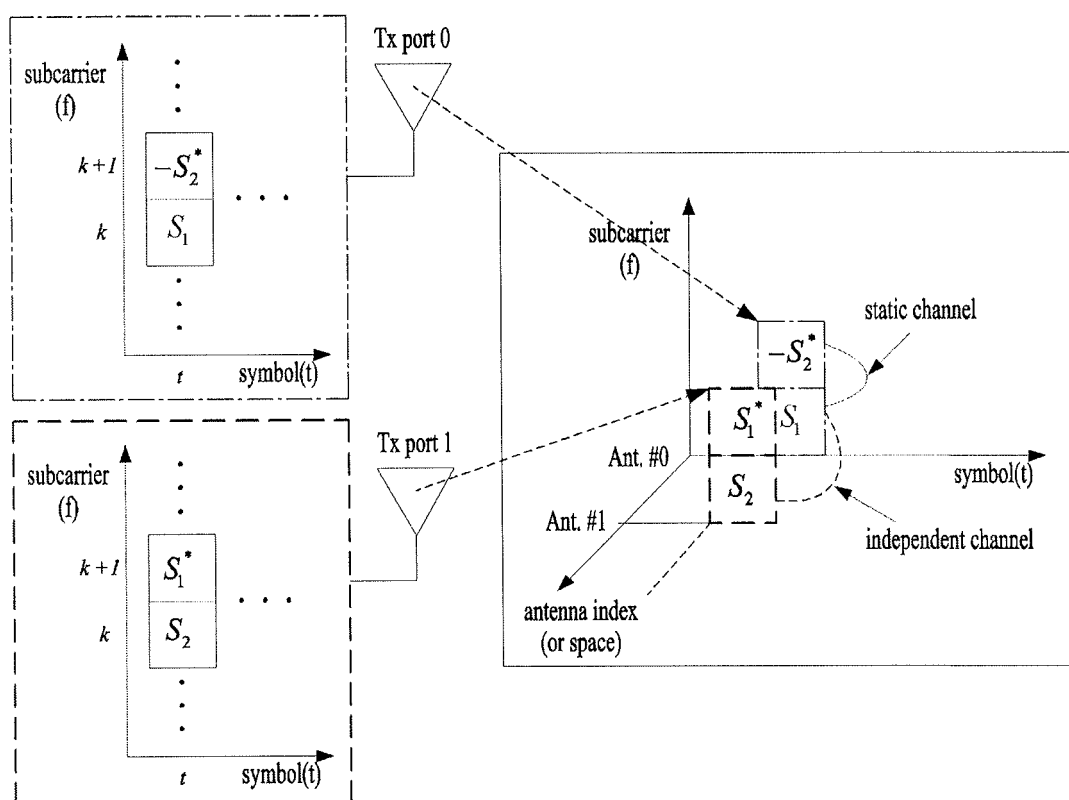 Tx port 0
subcarrier
(f)
k+1
-S₂*
k
S₁
t
symbol(t)
Tx port 1
subcarrier
(f)
k+1
S₁*
k
S₂
t
symbol(t)
subcarrier
(f)
static channel
-S₂*
S₁*
S₁
Ant. #0
symbol(t)
S₂
Ant. #1
independent channel
antenna index
(or space)